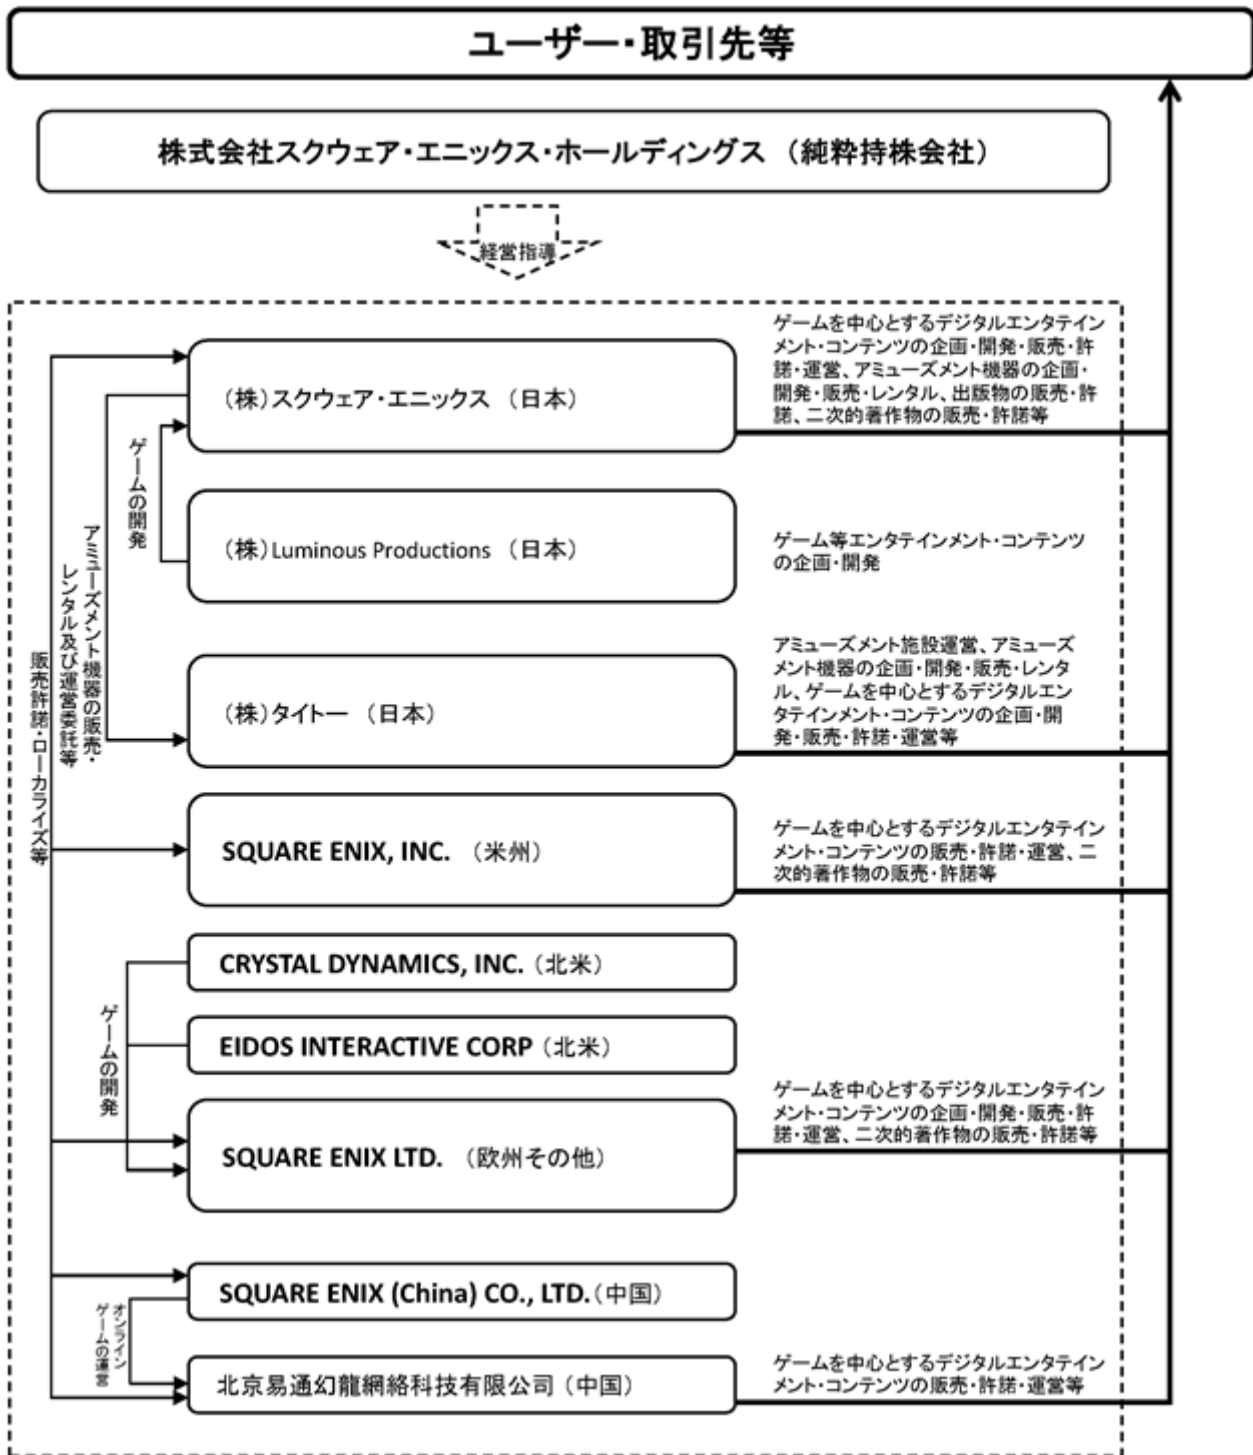 ユーザー・取引先等
株式会社スクウェア・エニックス・ホールディングス （純粋持株会社）
経営指導
（株）スクウェア・エニックス （日本）
ゲームを中心とするデジタルエンタテイン
メント・コンテンツの企画・開発・販売・許
諾・運営、アミューズメント機器の企画・
開発・販売・レンタル、出版物の販売・許
諾、二次的著作物の販売・許諾等
ゲームの開発
（株）Luminous Productions （日本）
ゲーム等エンタテインメント・コンテンツ
の企画・開発
アミューズメント機器の販売・
レンタル及び運営委託等
販売許諾・ローカライズ等
（株）タイトー （日本）
アミューズメント施設運営、アミューズ
メント機器の企画・開発・販売・レンタ
ル、ゲームを中心とするデジタルエン
タテインメント・コンテンツの企画・開
発・販売・許諾・運営等
SQUARE ENIX, INC. （米州）
ゲームを中心とするデジタルエンタテイン
メント・コンテンツの販売・許諾・運営、二
次的著作物の販売・許諾等
CRYSTAL DYNAMICS, INC.（北米）
EIDOS INTERACTIVE CORP（北米）
ゲームの開発
SQUARE ENIX LTD. （欧州その他）
ゲームを中心とするデジタルエンタテイン
メント・コンテンツの企画・開発・販売・許
諾・運営、二次的著作物の販売・許諾等
SQUARE ENIX (China) CO., LTD.（中国）
オンライン
ゲームの運営
北京易通幻龍網絡科技有限公司（中国）
ゲームを中心とするデジタルエンタテイン
メント・コンテンツの販売・許諾・運営等